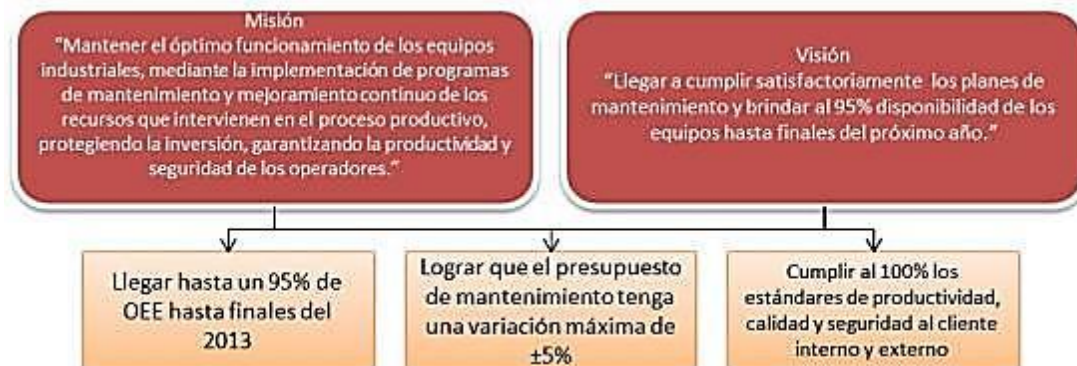 Misión
"Mantener el óptimo funcionamiento de los equipos
industriales, mediante la implementación de programas
de mantenimiento y mejoramiento continuo de los
recursos que intervienen en el proceso productivo,
protegiendo la inversión, garantizando la productividad y
seguridad de los operadores."
Visión
"Llegar a cumplir satisfactoriamente los planes de
mantenimiento y brindar al 95% disponibilidad de los
equipos hasta finales del próximo año."
Llegar hasta un 95% de
OEE hasta finales del
2013
Lograr que el presupuesto
de mantenimiento tenga
una variación máxima de
±5%
Cumplir al 100% los
estándares de productividad,
calidad y seguridad al cliente
interno y externo